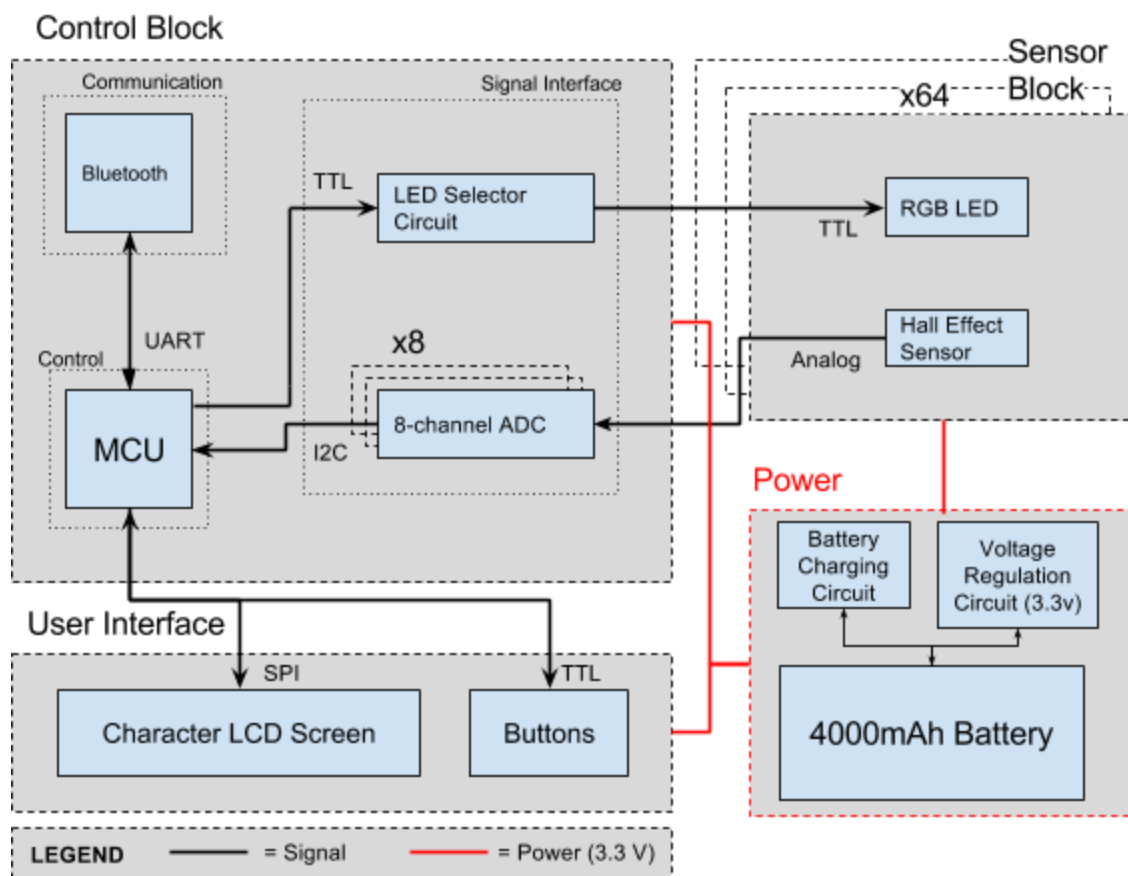 Control Block
Communication
Bluetooth
UART
Control
MCU
Signal Interface
TTL
LED Selector
Circuit
x8
8-channel ADC
I2C
Sensor
Block
x64
RGB LED
TTL
Hall Effect
Sensor
Analog
Power
Battery
Charging
Circuit
Voltage
Regulation
Circuit (3.3v)
4000mAh Battery
User Interface
SPI
TTL
Character LCD Screen
Buttons
LEGEND = Signal = Power (3.3 V)